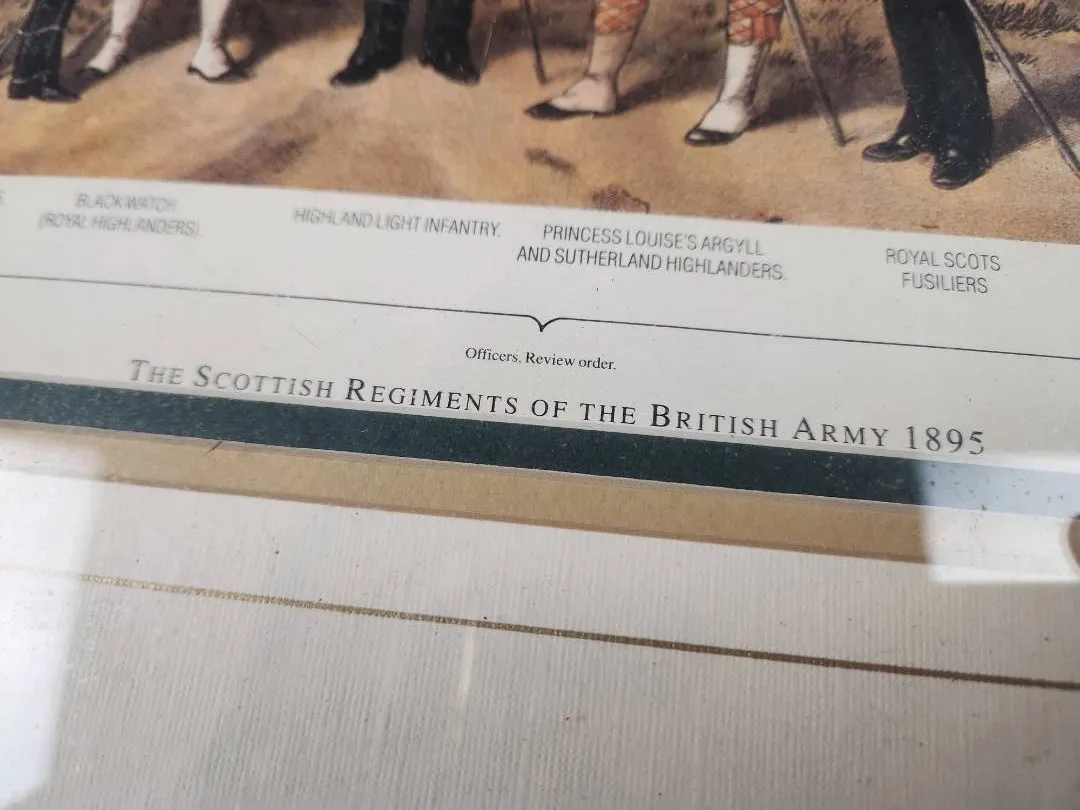 BLACK WATCH
(ROYAL HIGHLANDERS).
HIGHLAND LIGHT INFANTRY.
PRINCESS LOUISE'S ARGYLL
AND SUTHERLAND HIGHLANDERS.
ROYAL SCOTS
FUSILIERS
Officers. Review order.
THE SCOTTISH REGIMENTS OF THE BRITISH ARMY 1895